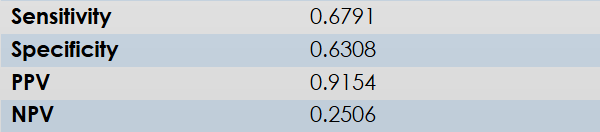 Sensitivity 0.6791
Specificity 0.6308
PPV 0.9154
NPV 0.2506